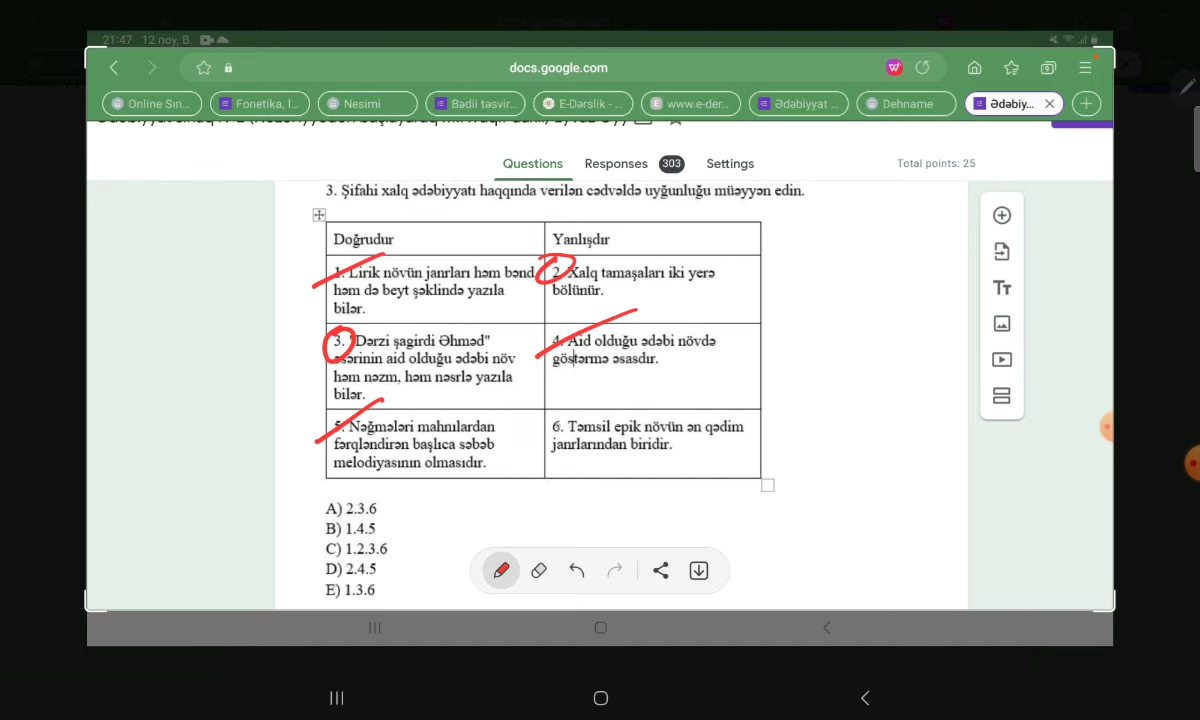 docs.google.com
21:47 12 noy, B.
docs.google.com
Online Sın...
Fonetika, l...
Nesimi
Bədii təsvir...
E-Dərslik - ...
www.e-der...
Ədəbiyyat ...
Dehname
Ədəbiy...
Questions
Responses 303
Settings
Total points: 25
3. Şifahi xalq ədəbiyyatı haqqında verilən cədvəldə uyğunluğu müəyyən edin.
Doğrudur
Yanlışdır
1. Lirik növün janrları həm bənd,
həm də beyt şəklində yazıla
bilər.
2. Xalq tamaşaları iki yerə
bölünür.
3. "Dərzi şagirdi Əhməd"
əsərinin aid olduğu ədəbi növ
həm nəzm, həm nəsrlə yazıla
bilər.
4. Aid olduğu ədəbi növdə
göstərmə əsasdır.
5. Nəğmələri mahnılardan
fərqləndirən başlıca səbəb
melodiyasının olmasıdır.
6. Təmsil epik növün ən qədim
janrlarından biridir.
A) 2.3.6
B) 1.4.5
C) 1.2.3.6
D) 2.4.5
E) 1.3.6